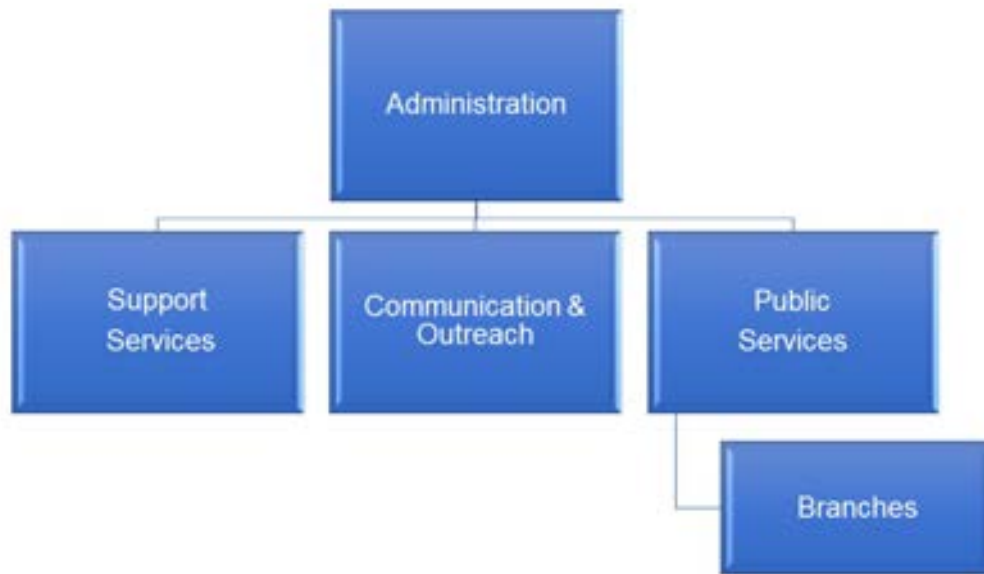 Administration
Support
Services
Communication &
Outreach
Public
Services
Branches